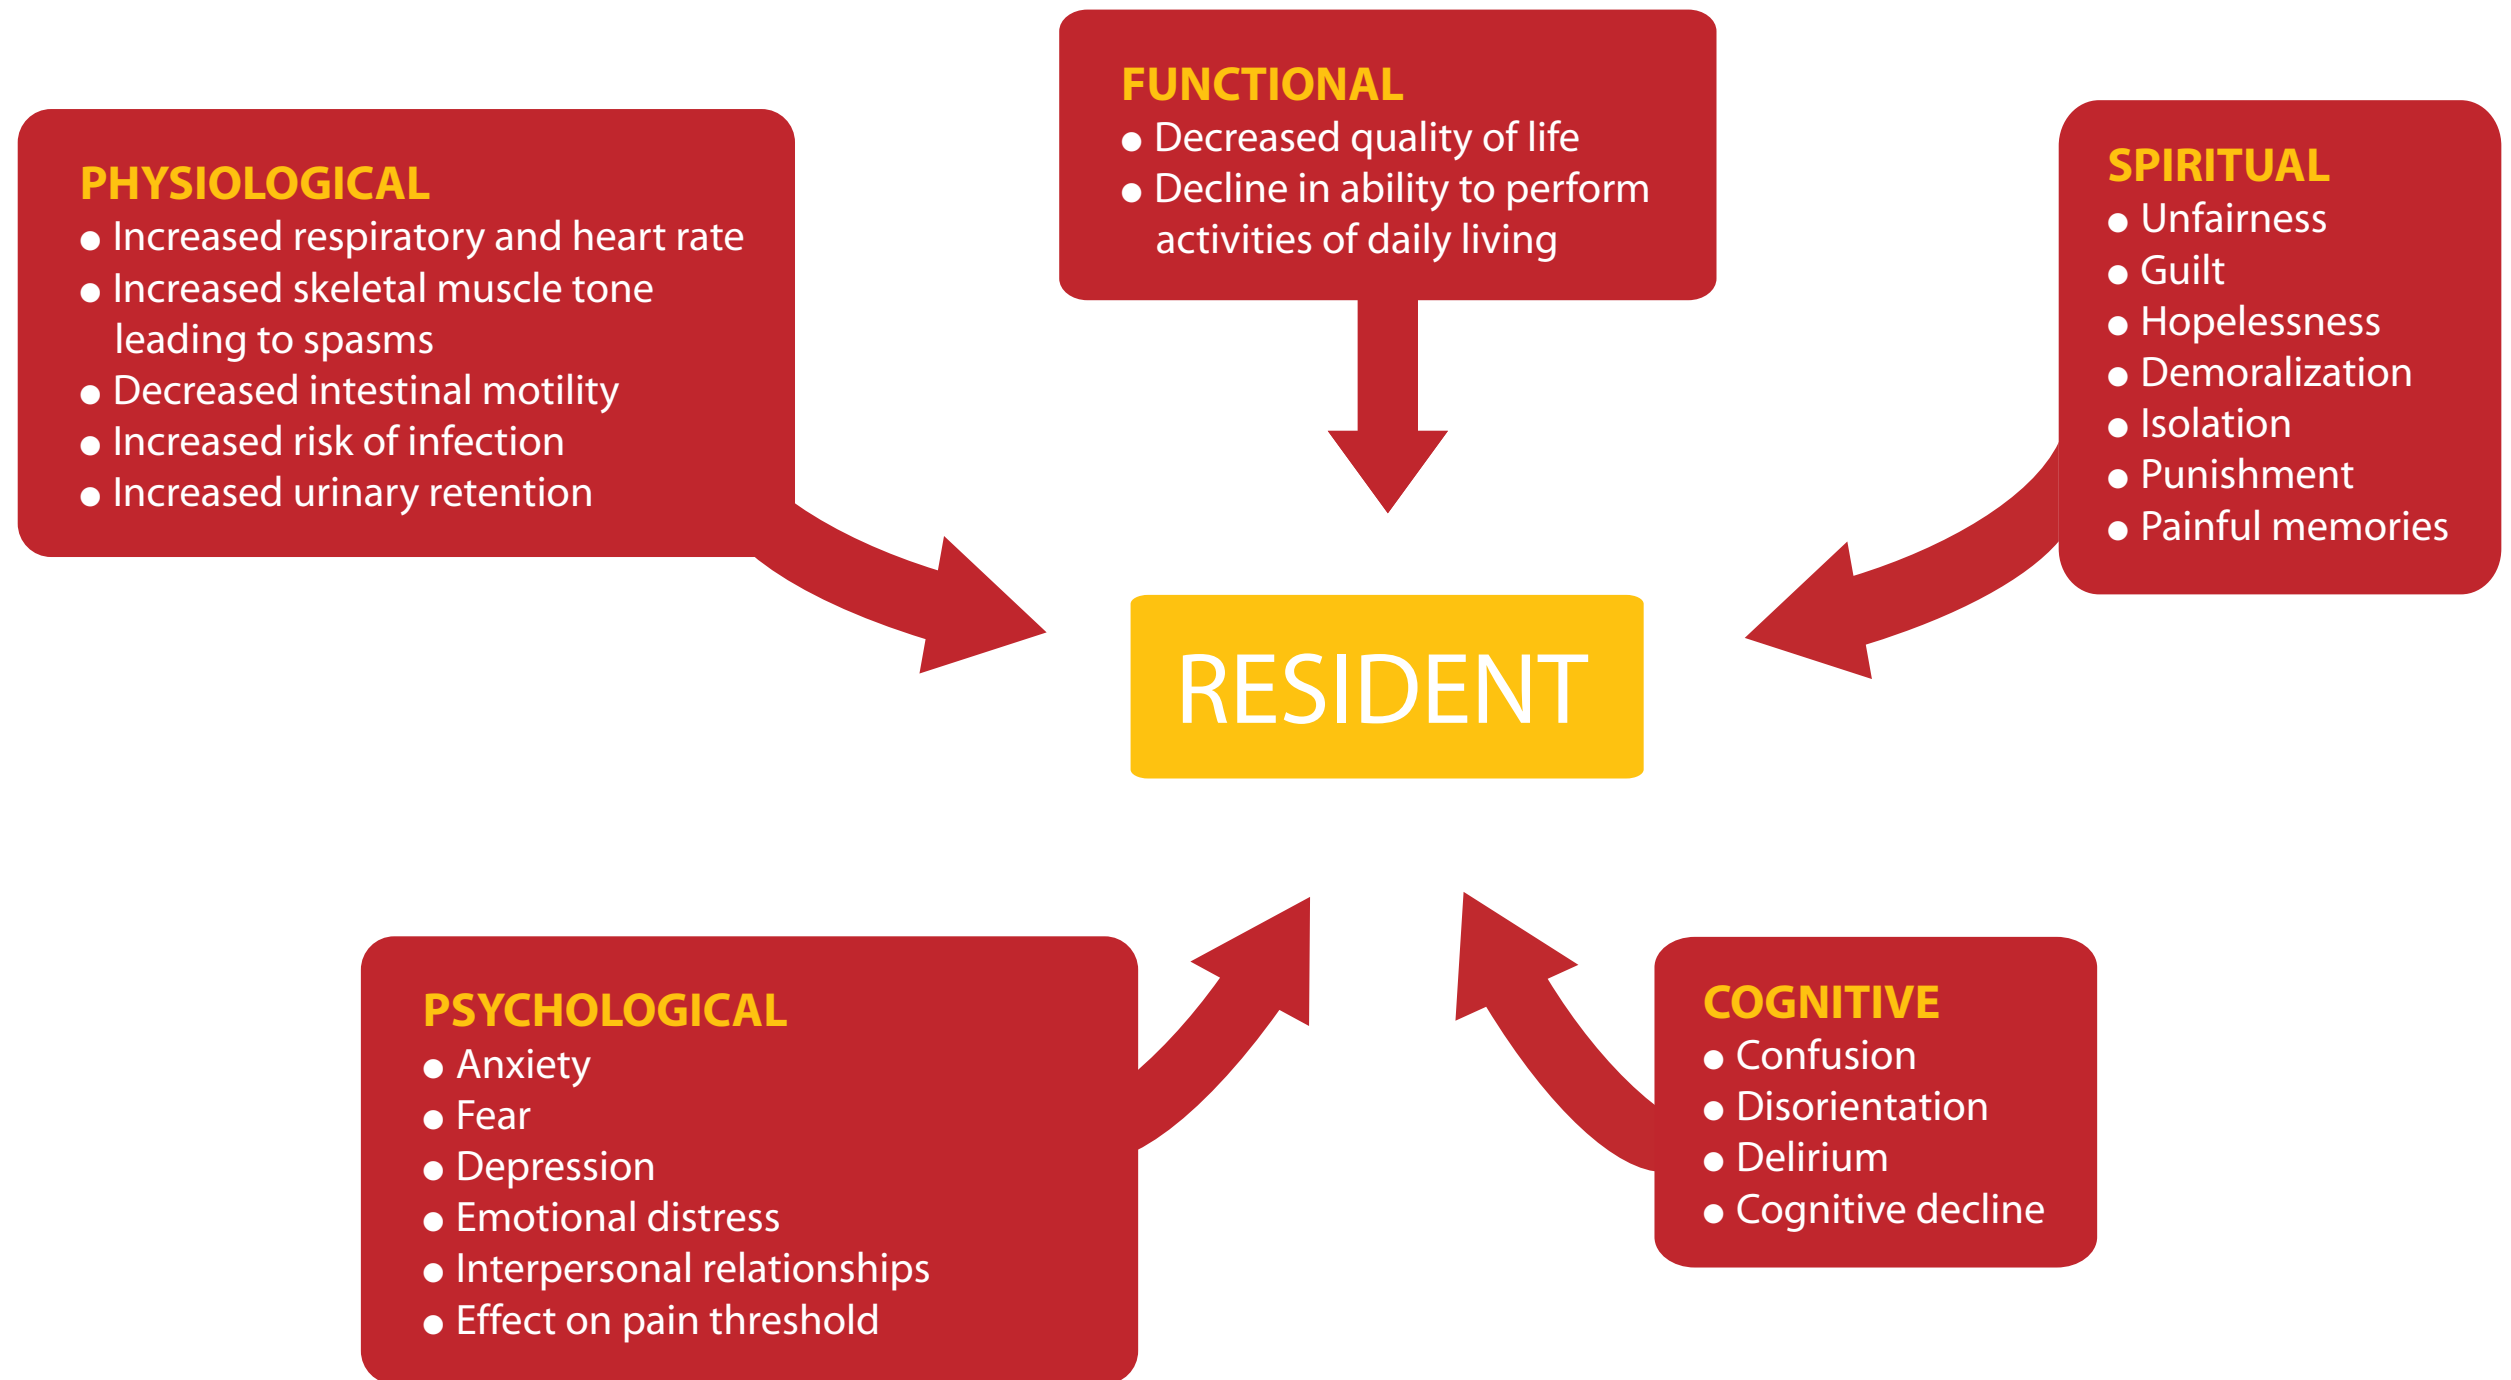 PHYSIOLOGICAL
● Increased respiratory and heart rate
● Increased skeletal muscle tone
leading to spasms
● Decreased intestinal motility
● Increased risk of infection
● Increased urinary retention
FUNCTIONAL
● Decreased quality of life
● Decline in ability to perform
activities of daily living
SPIRITUAL
● Unfairness
● Guilt
● Hopelessness
● Demoralization
● Isolation
● Punishment
● Painful memories
RESIDENT
PSYCHOLOGICAL
● Anxiety
● Fear
● Depression
● Emotional distress
● Interpersonal relationships
● Effect on pain threshold
COGNITIVE
● Confusion
● Disorientation
● Delirium
● Cognitive decline